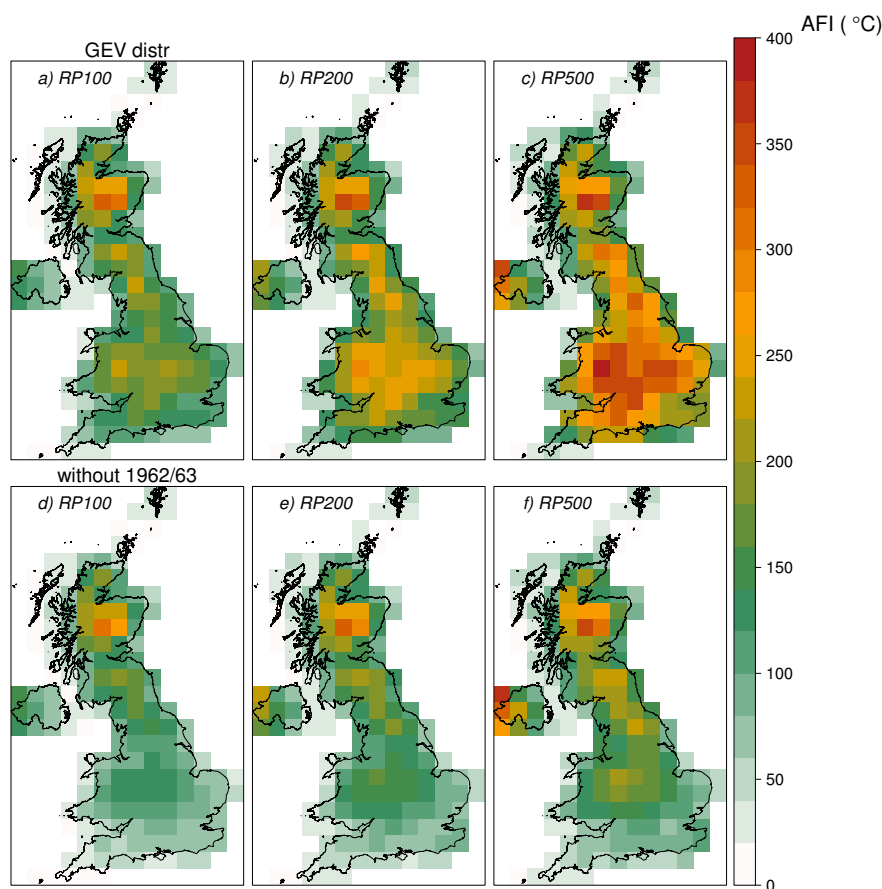 AFI ( °C)
GEV distr
a) RP100
b) RP200
c) RP500
without 1962/63
d) RP100
e) RP200
f) RP500
400
350
300
250
200
150
100
50
0